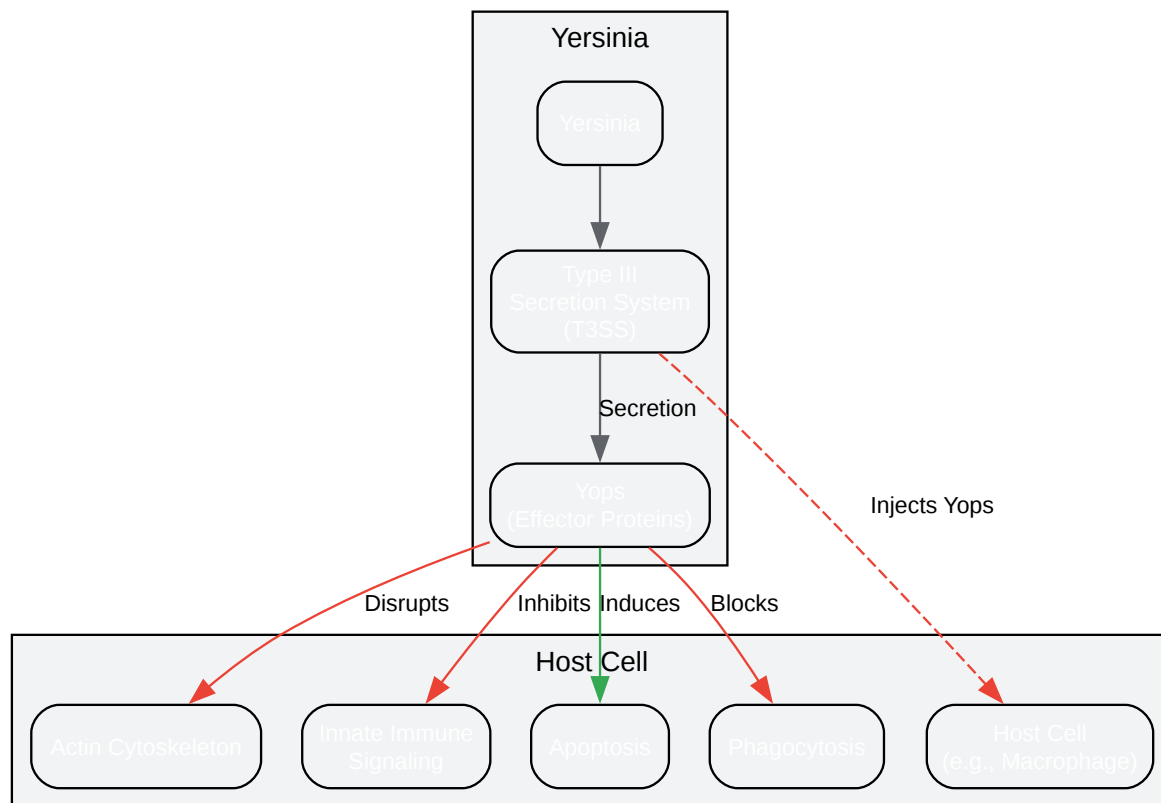 Yersinia
Yersinia
Type III
Secretion System
(T3SS)
Secretion
Yops
(Effector Proteins)
Injects Yops
Disrupts
Inhibits
Induces
Blocks
Host Cell
Actin Cytoskeleton
Innate Immune
Signaling
Apoptosis
Phagocytosis
Host Cell
(e.g., Macrophage)